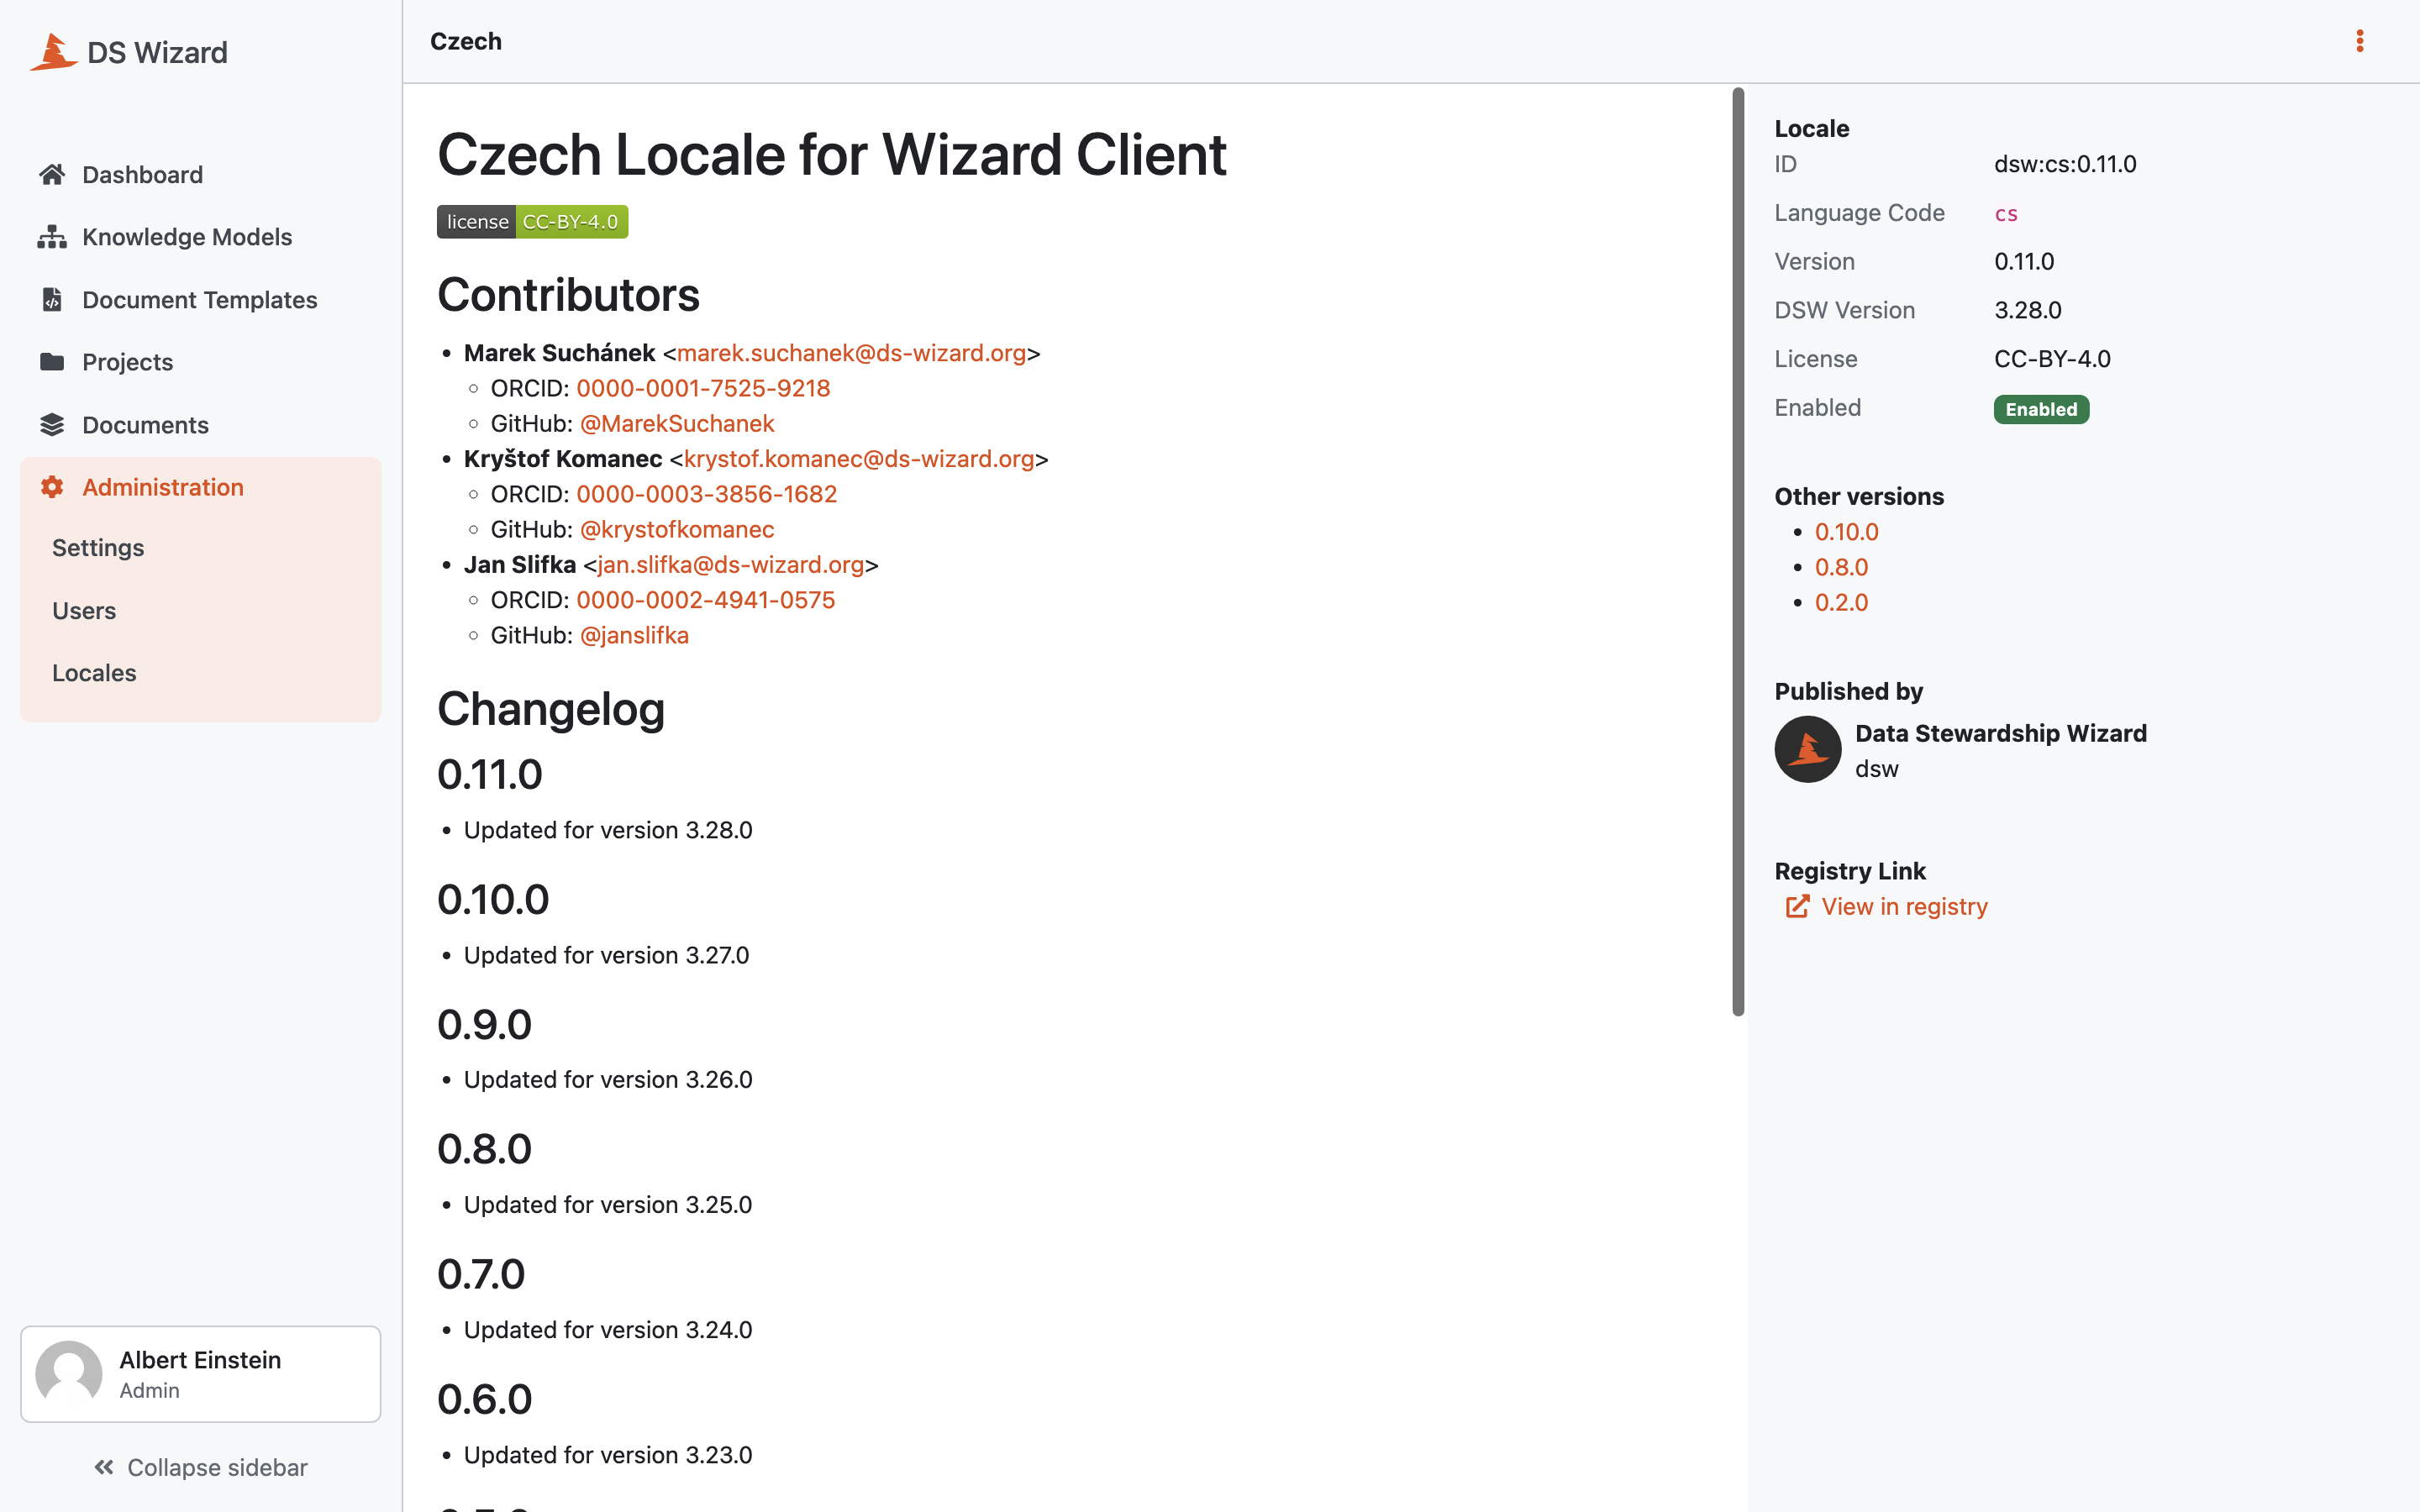 DS Wizard
Dashboard
Knowledge Models
Document Templates
Projects
Documents
Administration
Settings
Users
Locales
Albert Einstein
Admin
Collapse sidebar
Czech
Czech Locale for Wizard Client
license CC-BY-4.0
Contributors
Marek Suchánek <marek.suchanek@ds-wizard.org>
ORCID: 0000-0001-7525-9218
GitHub: @MarekSuchanek
Kryštof Komanec <krystof.komanec@ds-wizard.org>
ORCID: 0000-0003-3856-1682
GitHub: @krystofkomanec
Jan Slifka <jan.slifka@ds-wizard.org>
ORCID: 0000-0002-4941-0575
GitHub: @janslifka
Changelog
0.11.0
Updated for version 3.28.0
0.10.0
Updated for version 3.27.0
0.9.0
Updated for version 3.26.0
0.8.0
Updated for version 3.25.0
0.7.0
Updated for version 3.24.0
0.6.0
Updated for version 3.23.0
Locale
ID dsw:cs:0.11.0
Language Code cs
Version 0.11.0
DSW Version 3.28.0
License CC-BY-4.0
Enabled Enabled
Other versions
0.10.0
0.8.0
0.2.0
Published by
Data Stewardship Wizard
dsw
Registry Link
View in registry